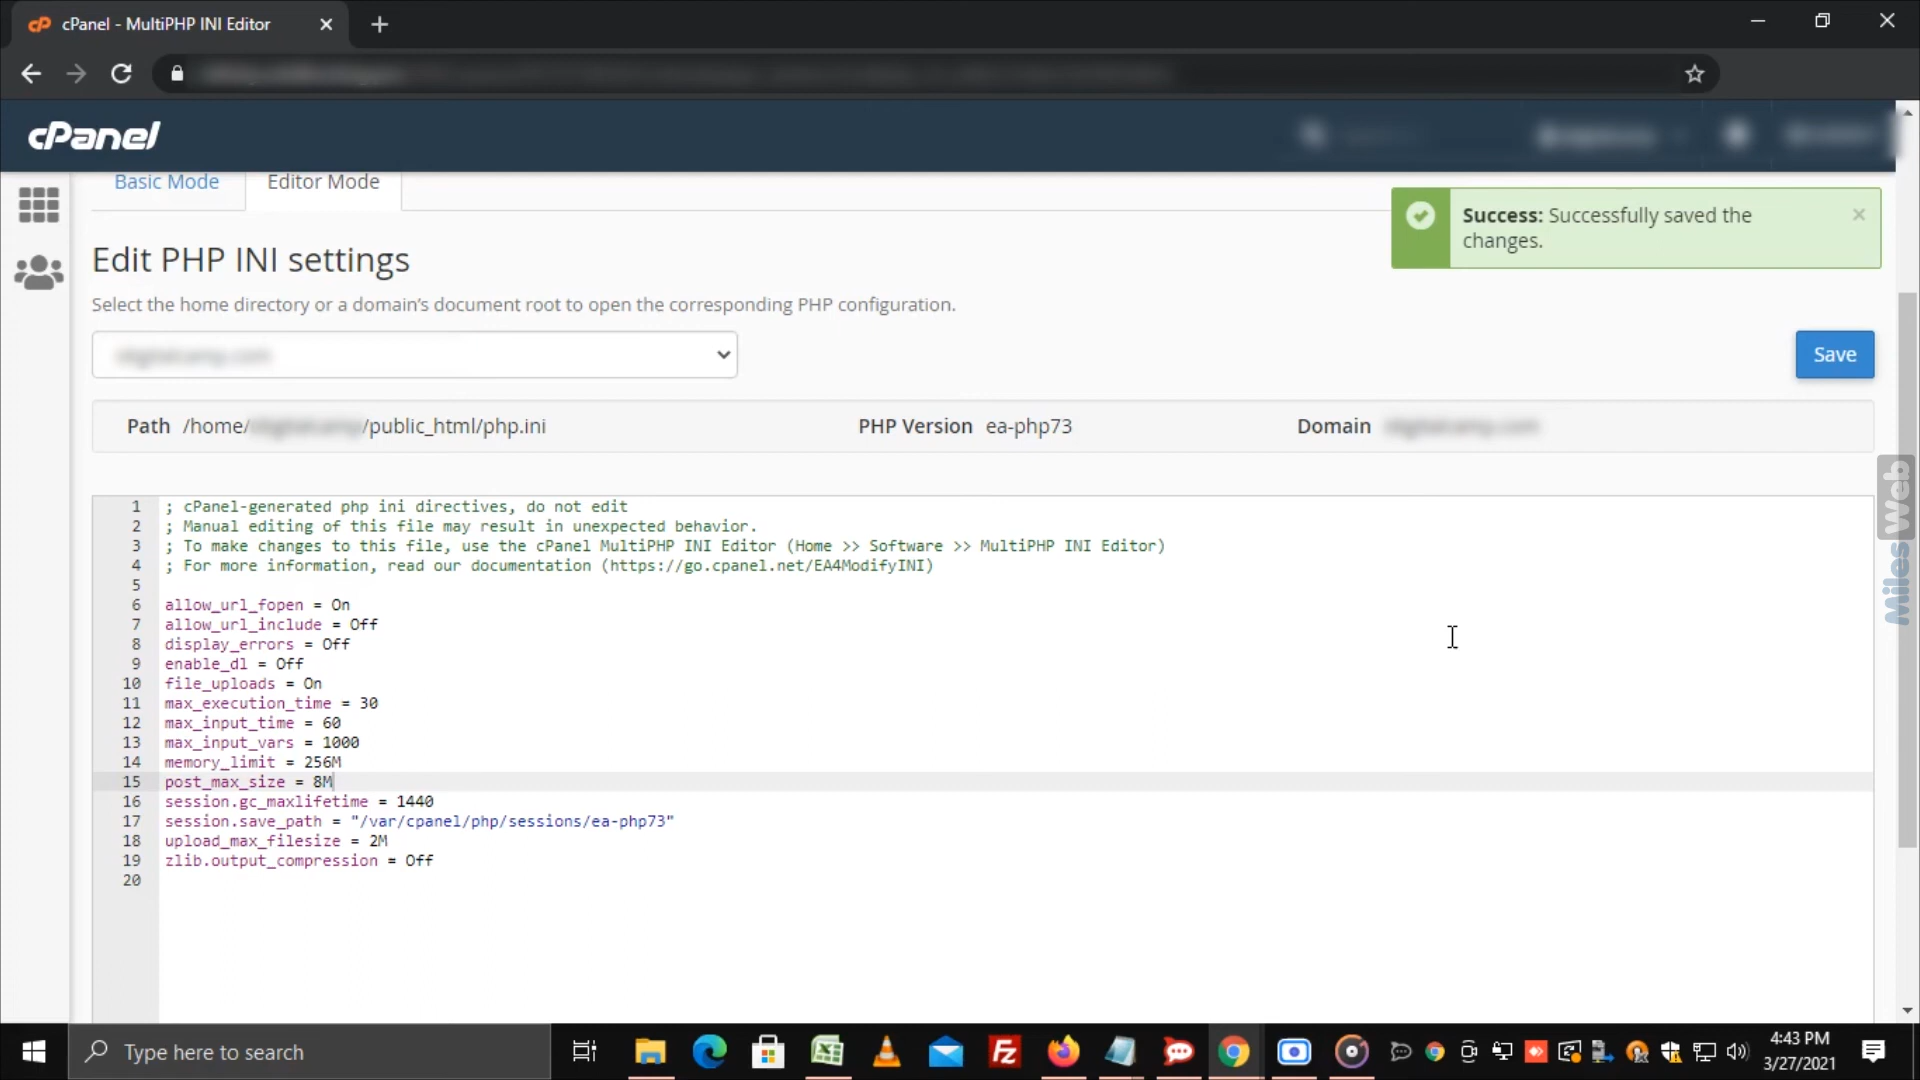 cPanel - MultiPHP INI Editor
cPanel
Basic Mode
Editor Mode
Success: Successfully saved the
changes.
Edit PHP INI settings
Select the home directory or a domain's document root to open the corresponding PHP configuration.
Save
Path /home/ /public_html/php.ini
PHP Version ea-php73
Domain
1 ; cPanel-generated php ini directives, do not edit
2 ; Manual editing of this file may result in unexpected behavior.
3 ; To make changes to this file, use the cPanel MultiPHP INI Editor (Home >> Software >> MultiPHP INI Editor)
4 ; For more information, read our documentation (https://go.cpanel.net/EA4ModifyINI)
5
6 allow_url_fopen = On
7 allow_url_include = Off
8 display_errors = Off
9 enable_dl = Off
10 file_uploads = On
11 max_execution_time = 30
12 max_input_time = 60
13 max_input_vars = 1000
14 memory_limit = 256M
15 post_max_size = 8M
16 session.gc_maxlifetime = 1440
17 session.save_path = "/var/cpanel/php/sessions/ea-php73"
18 upload_max_filesize = 2M
19 zlib.output_compression = Off
20
MilesWeb
Type here to search
4:43 PM
3/27/2021